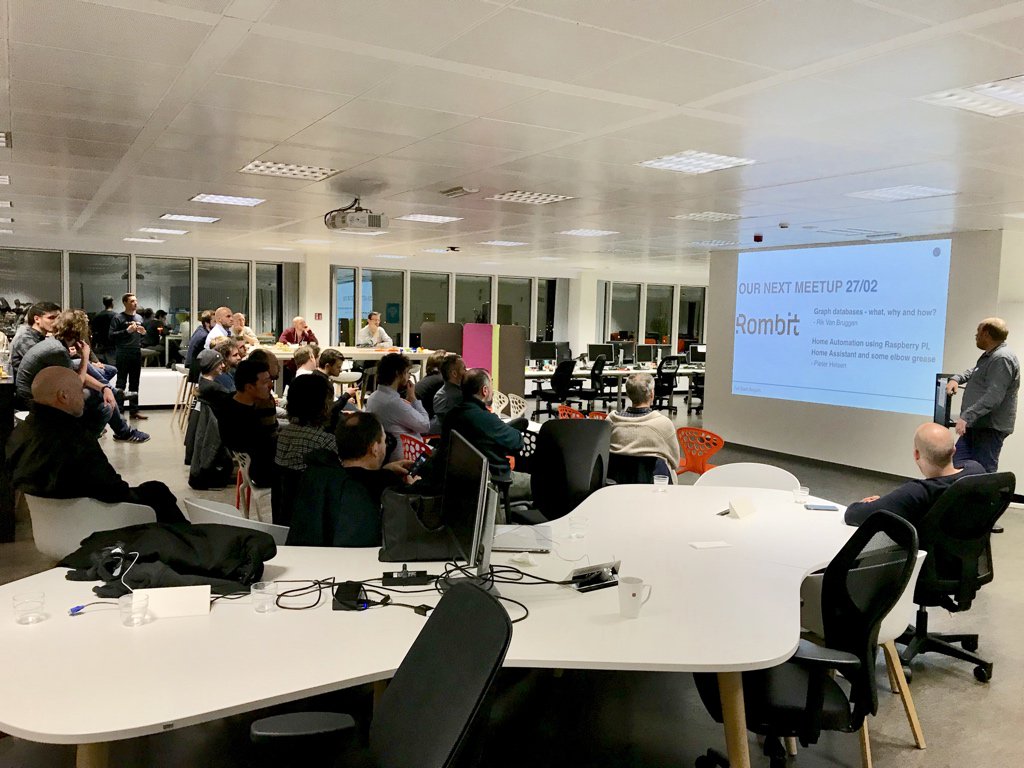 OUR NEXT MEETUP 27/02
Rombit
Graph databases - what, why and how?
- Rik Van Bruggen
Home Automation using Raspberry Pi,
Home Assistant and some elbow grease
- Pieter Heisen